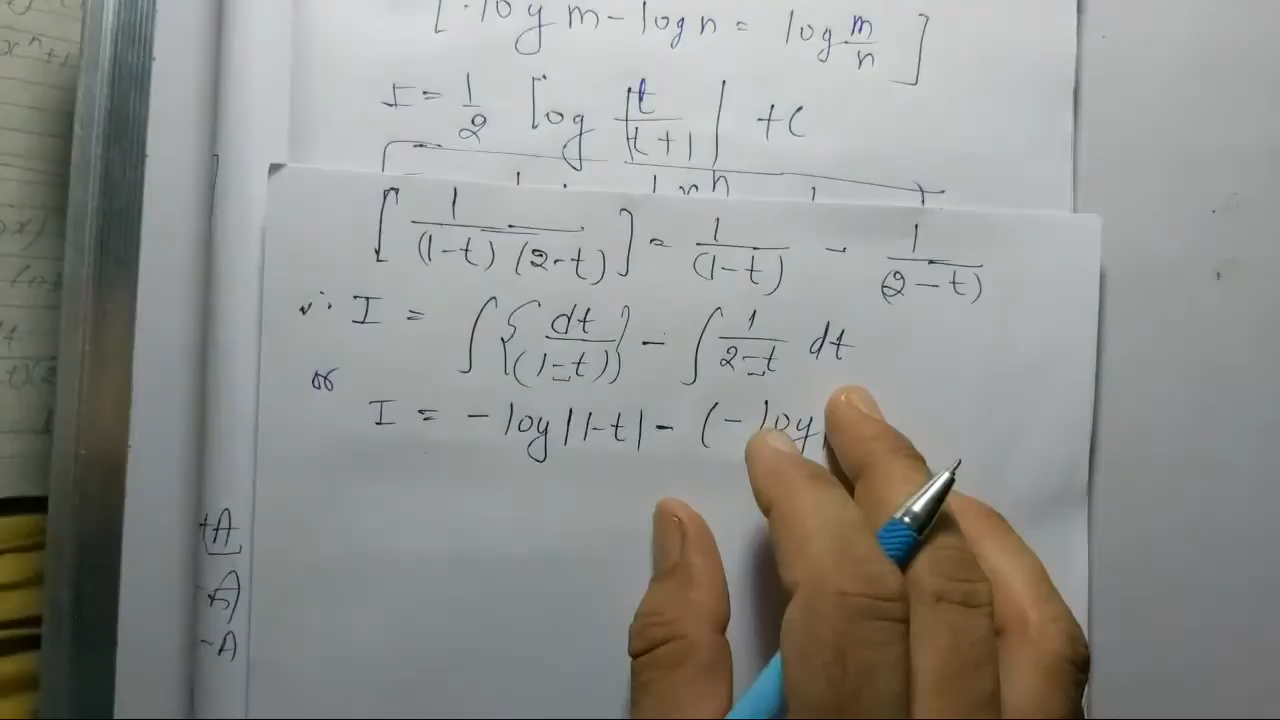 log m - log n = log m/n ]
I = 1/2 [ log |t/(t+1)| + C
[ 1/((1-t) (2-t)) ] = 1/(1-t) - 1/(2-t)
∴ I = ∫ { dt/(1-t) } - ∫ 1/(2-t) dt
or
I = - log |1-t| - (- log
+A
-A